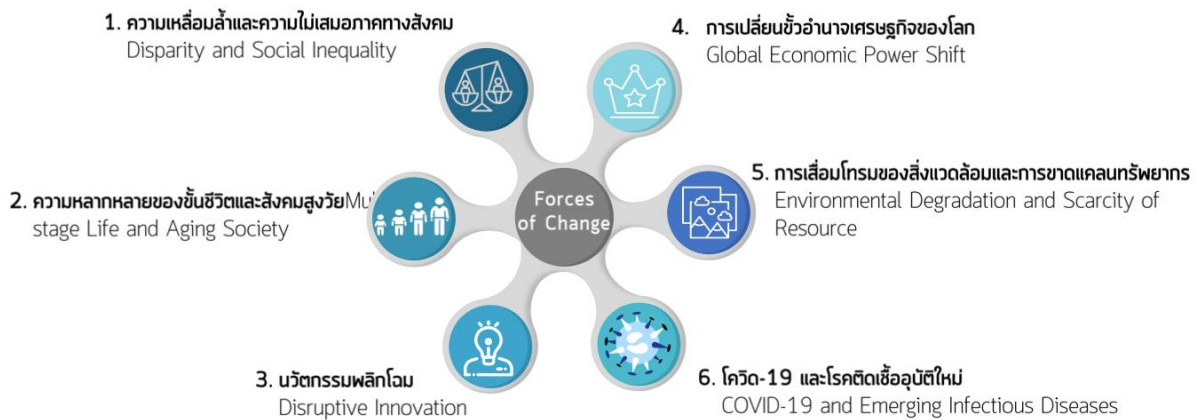 1. ความเหลื่อมล้ำและความไม่เสมอภาคทางสังคม
Disparity and Social Inequality
2. ความหลากหลายของขั้นชีวิตและสังคมสูงวัยMu
stage Life and Aging Society
3. นวัตกรรมพลิกโฉม
Disruptive Innovation
Forces
of Change
4. การเปลี่ยนขั้วอำนาจเศรษฐกิจของโลก
Global Economic Power Shift
5. การเสื่อมโทรมของสิ่งแวดล้อมและการขาดแคลนทรัพยากร
Environmental Degradation and Scarcity of
Resource
6. โควิด-19 และโรคติดเชื้ออุบัติใหม่
COVID-19 and Emerging Infectious Diseases